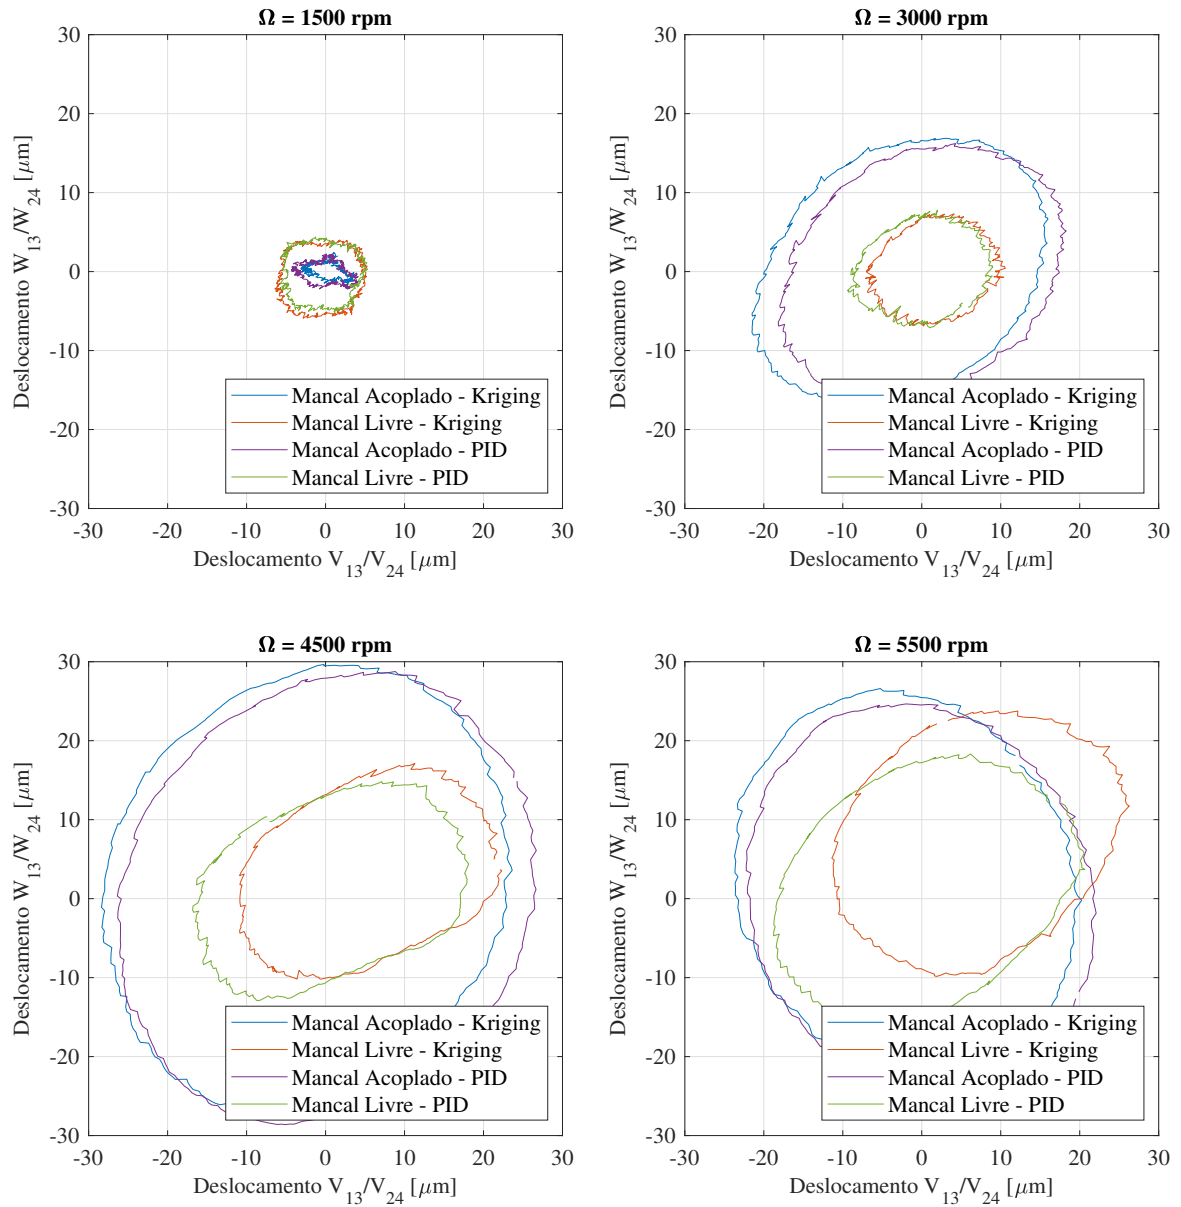 Ω = 1500 rpm
30
20
10
0
-10
-20
-30
Deslocamento W13/W24 [μm]
Mancal Acoplado - Kriging
Mancal Livre - Kriging
Mancal Acoplado - PID
Mancal Livre - PID
-30 -20 -10 0 10 20 30
Deslocamento V13/V24 [μm]
Ω = 3000 rpm
30
20
10
0
-10
-20
-30
Deslocamento W13/W24 [μm]
Mancal Acoplado - Kriging
Mancal Livre - Kriging
Mancal Acoplado - PID
Mancal Livre - PID
-30 -20 -10 0 10 20 30
Deslocamento V13/V24 [μm]
Ω = 4500 rpm
30
20
10
0
-10
-20
-30
Deslocamento W13/W24 [μm]
Mancal Acoplado - Kriging
Mancal Livre - Kriging
Mancal Acoplado - PID
Mancal Livre - PID
-30 -20 -10 0 10 20 30
Deslocamento V13/V24 [μm]
Ω = 5500 rpm
30
20
10
0
-10
-20
-30
Deslocamento W13/W24 [μm]
Mancal Acoplado - Kriging
Mancal Livre - Kriging
Mancal Acoplado - PID
Mancal Livre - PID
-30 -20 -10 0 10 20 30
Deslocamento V13/V24 [μm]